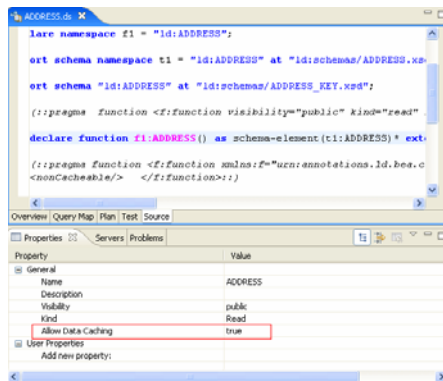 ADDRESS.ds
lare namespace f1 = "ld:ADDRESS";
ort schema namespace t1 = "ld:ADDRESS" at "ld:schemas/ADDRESS.xs
ort schema "ld:ADDRESS" at "ld:schemas/ADDRESS_KEY.xsd";
(::pragma function <f:function visibility="public" kind="read"
declare function f1:ADDRESS() as schema-element(t1:ADDRESS)* exte
(::pragma function <f:function xmlns:f="urn:annotations.ld.bea.c
<nonCacheable/> </f:function>::)
Overview Query Map Plan Test Source
Properties Servers Problems
Property Value
General
Name ADDRESS
Description
Visibility public
Kind Read
Allow Data Caching true
User Properties
Add new property: